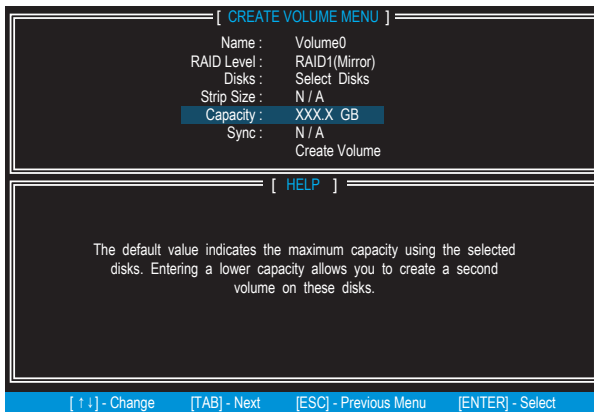 [ CREATE VOLUME MENU ]
Name : Volume0
RAID Level : RAID1(Mirror)
Disks : Select Disks
Strip Size : N / A
Capacity : XXX.X GB
Sync : N / A
Create Volume
[ HELP ]
The default value indicates the maximum capacity using the selected
disks. Entering a lower capacity allows you to create a second
volume on these disks.
[ ↑↓] - Change [TAB] - Next [ESC] - Previous Menu [ENTER] - Select